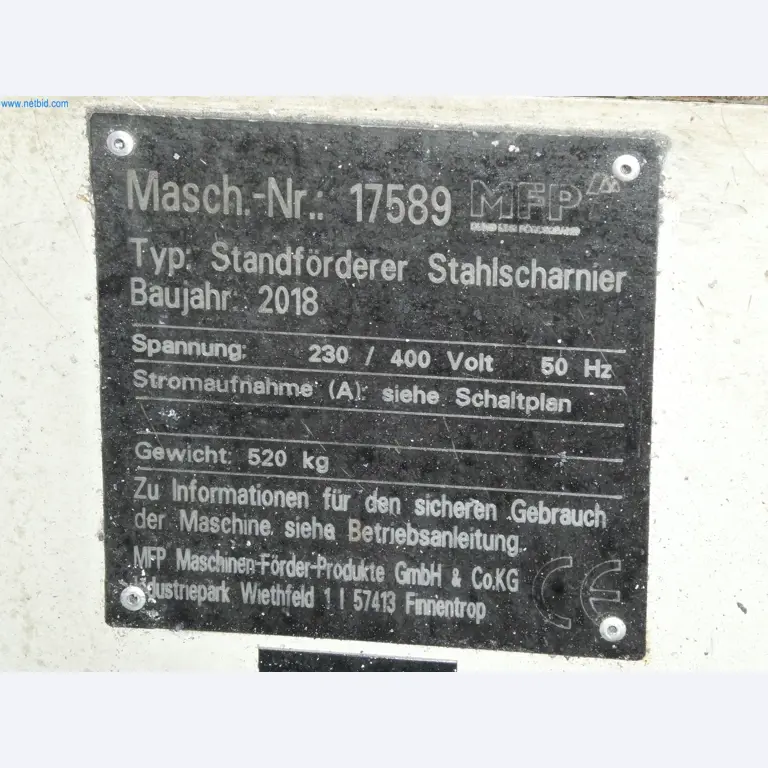 www.netbid.com
Masch.-Nr.: 17589 MFP
Typ: Standförderer Stahlscharnier
Baujahr: 2018
Spannung: 230 / 400 Volt 50 Hz
Stromaufnahme (A): siehe Schaltplan
Gewicht: 520 kg
Zu Informationen für den sicheren Gebrauch
der Maschine siehe Betriebsanleitung.
MFP Maschinen-Förder-Produkte GmbH & Co.KG
Industriepark Wiethfeld 1 | 57413 Finnentrop
CE